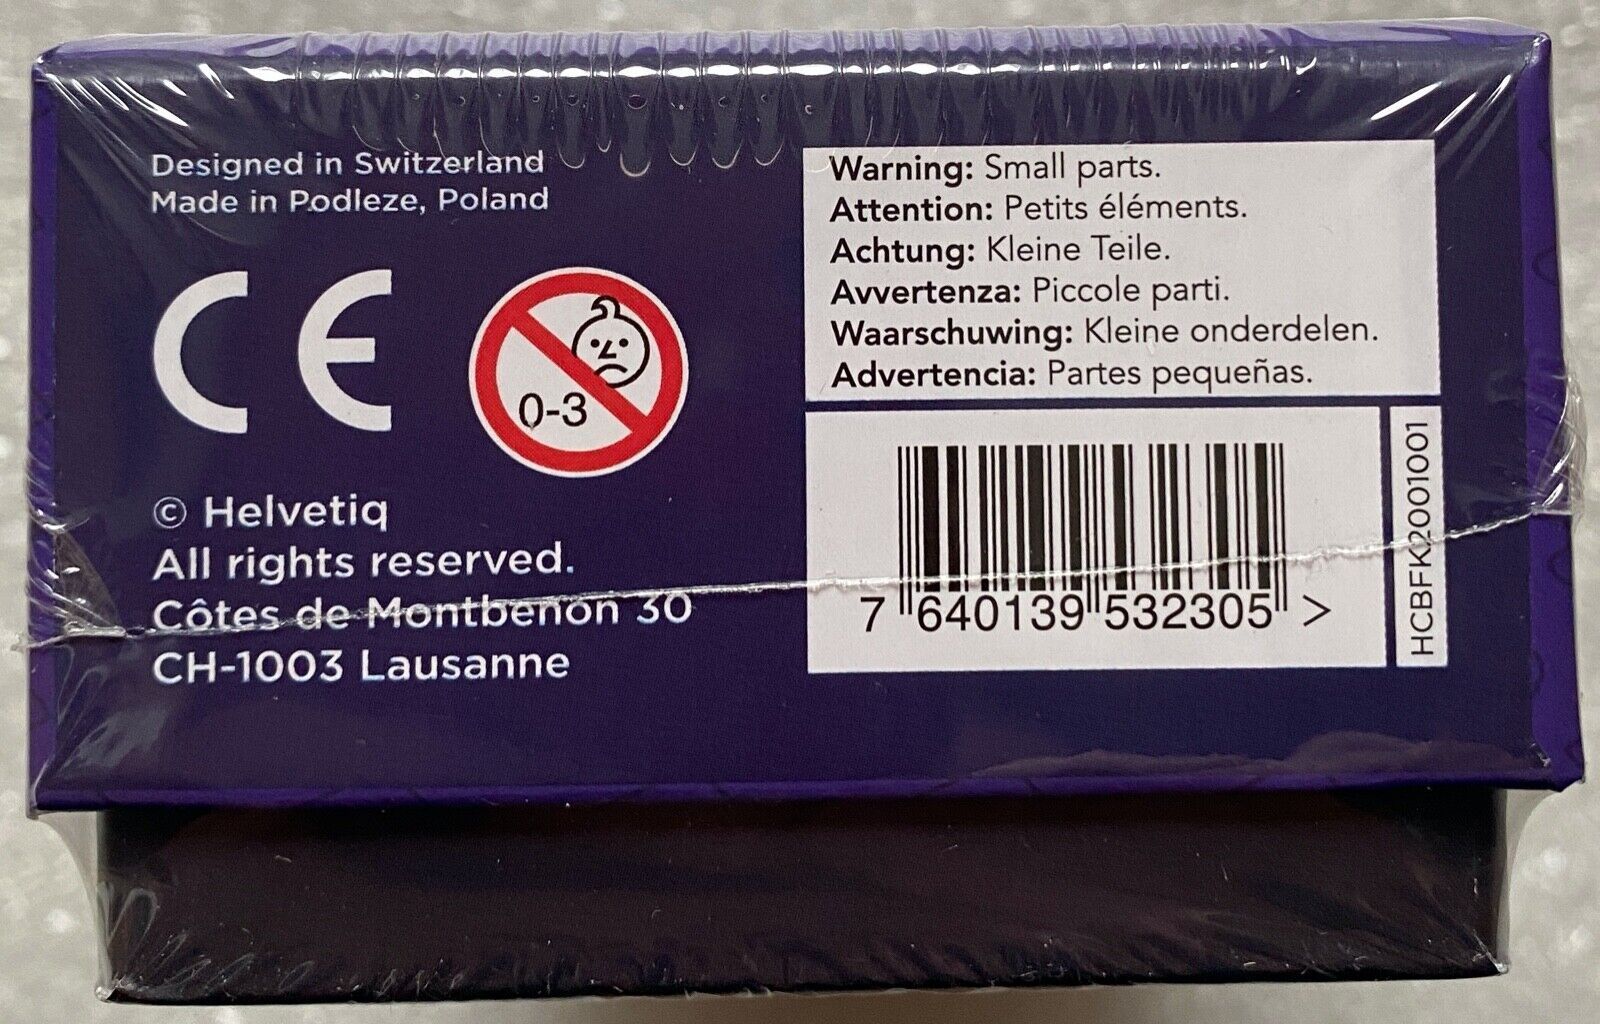 Designed in Switzerland
Made in Podleze, Poland
CE
0-3
© Helvetiq
All rights reserved.
Côtes de Montbenon 30
CH-1003 Lausanne
Warning: Small parts.
Attention: Petits éléments.
Achtung: Kleine Teile.
Avvertenza: Piccole parti.
Waarschuwing: Kleine onderdelen.
Advertencia: Partes pequeñas.
7 640139 532305 >
HCBFK2001001